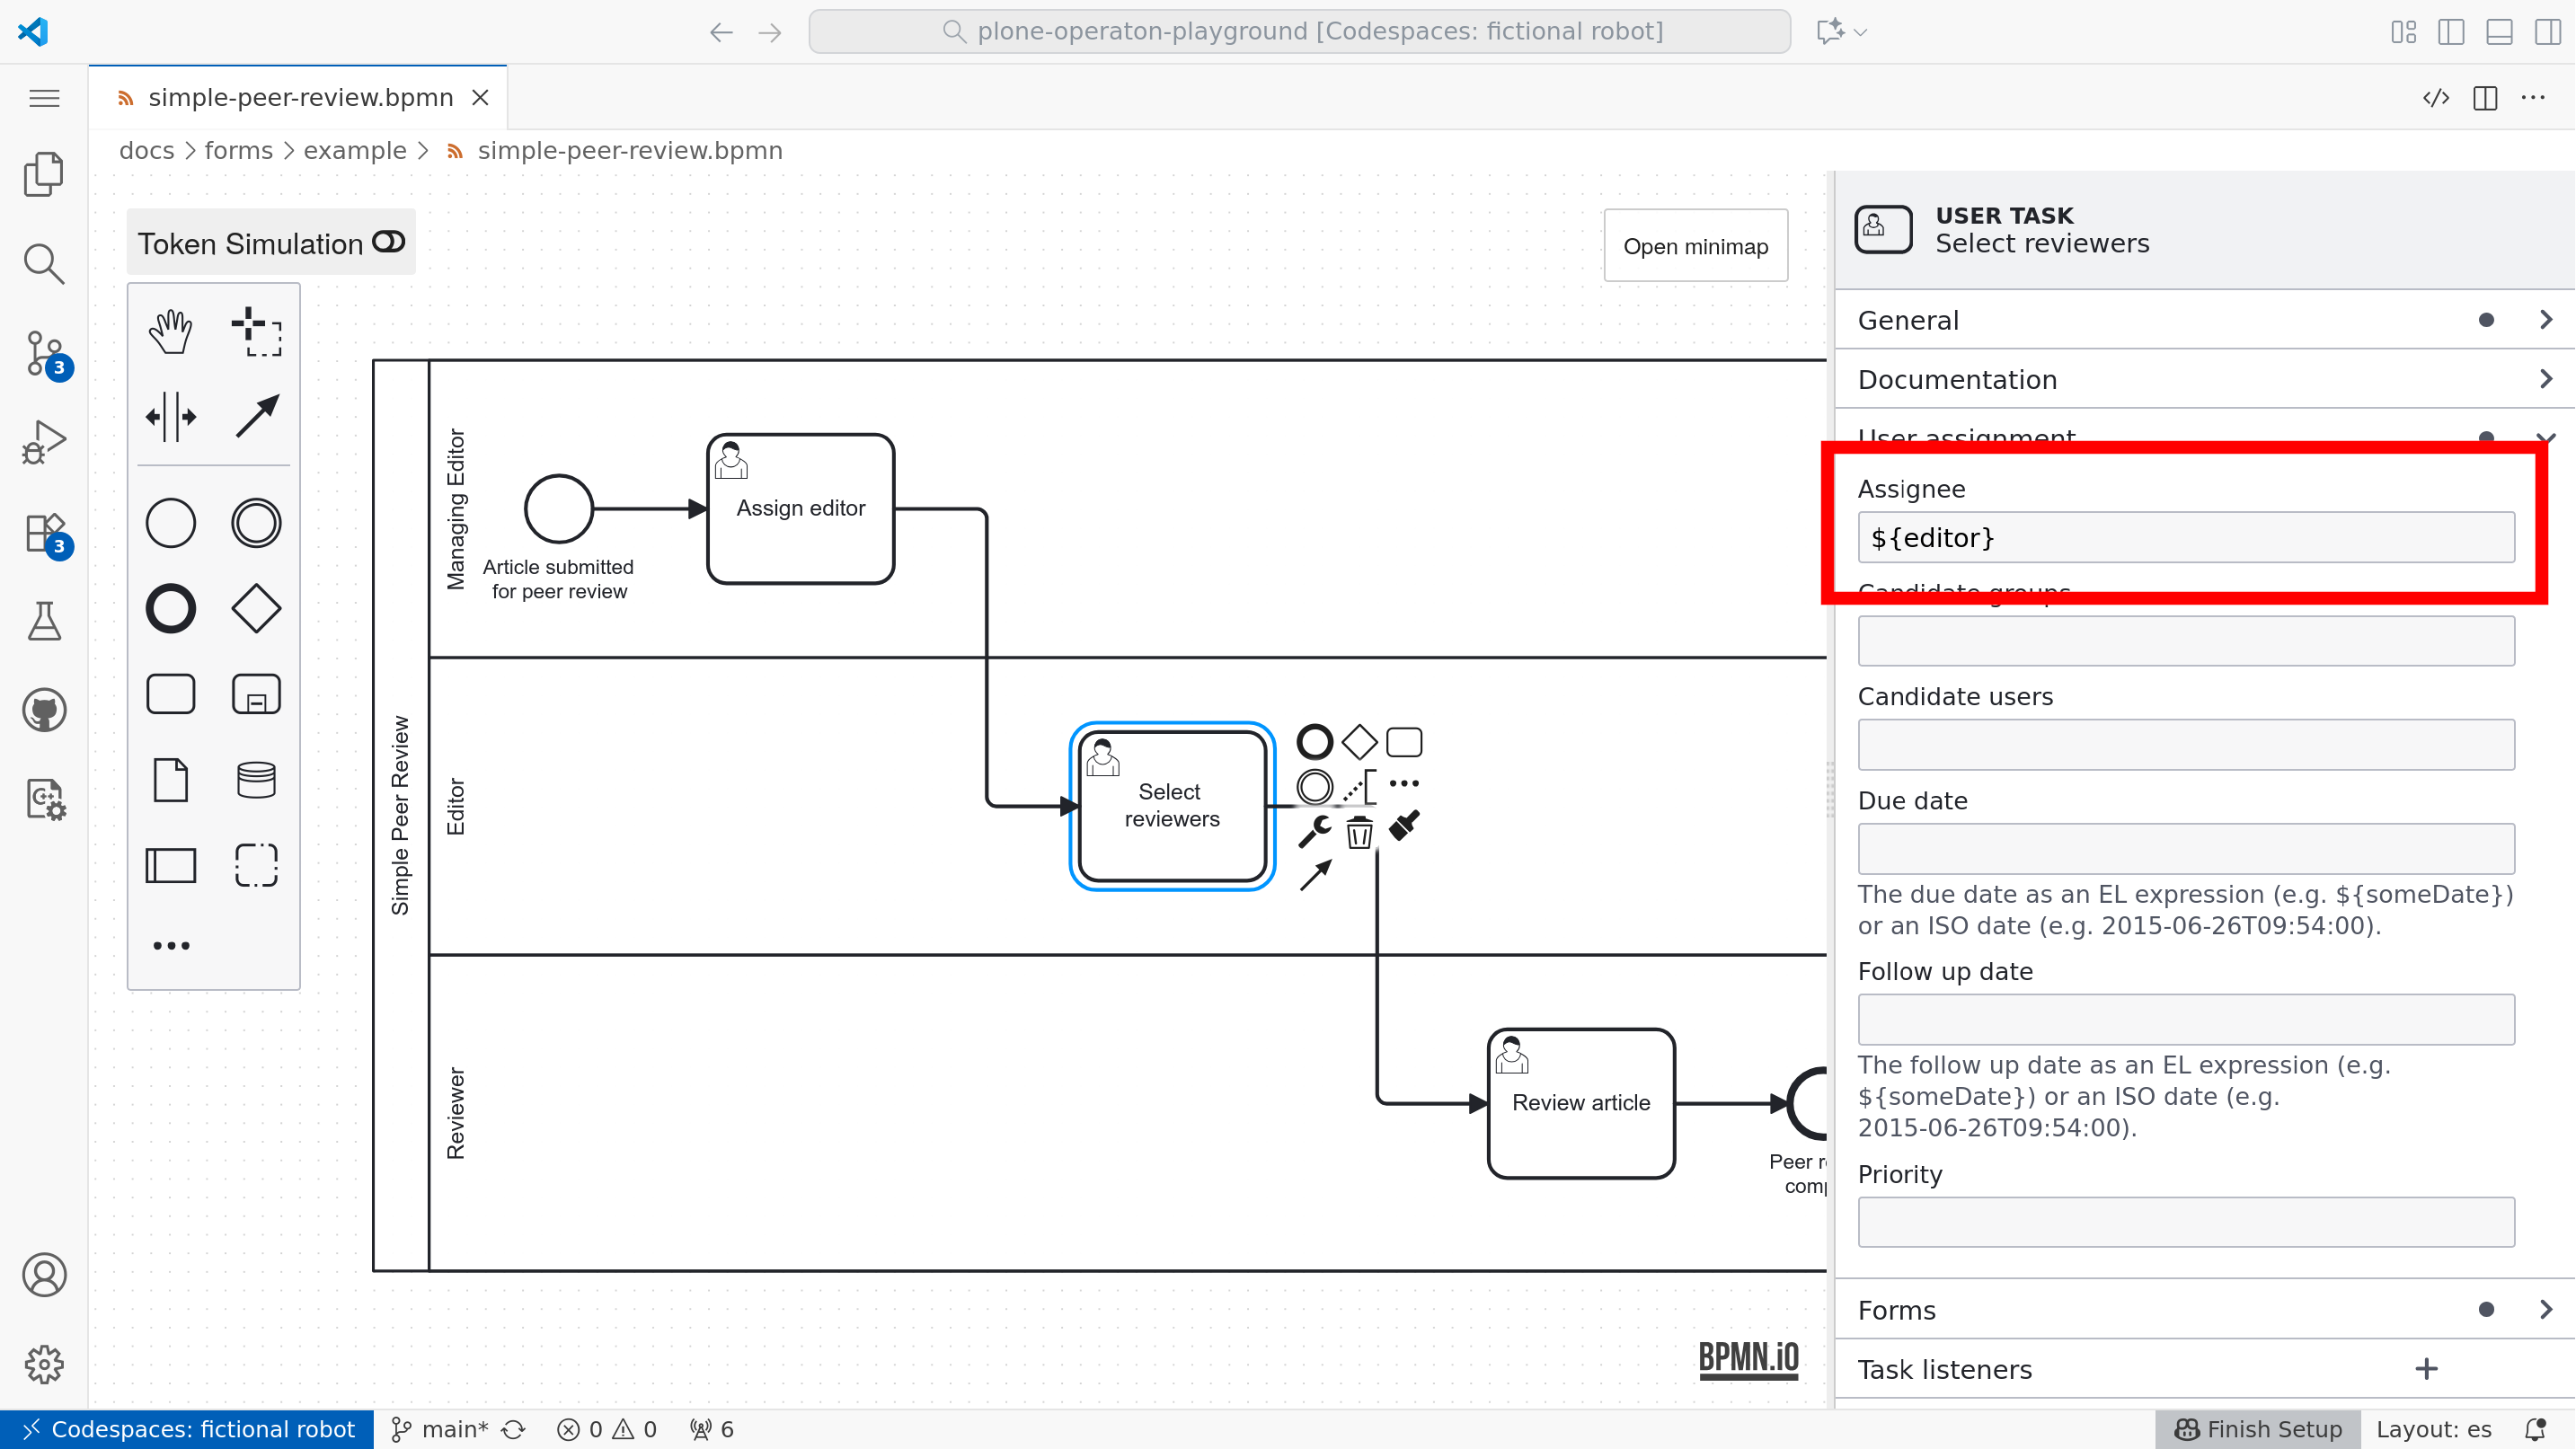 plone-operaton-playground [Codespaces: fictional robot]
simple-peer-review.bpmn
docs > forms > example > simple-peer-review.bpmn
Token Simulation
Open minimap
USER TASK
Select reviewers
General
Documentation
User assignment
Assignee
${editor}
Candidate groups
Candidate users
Due date
The due date as an EL expression (e.g. ${someDate})
or an ISO date (e.g. 2015-06-26T09:54:00).
Follow up date
The follow up date as an EL expression (e.g.
${someDate}) or an ISO date (e.g.
2015-06-26T09:54:00).
Priority
Forms
Task listeners
3
3
C++
Simple Peer Review
Managing Editor
Article submitted
for peer review
Assign editor
Editor
Select
reviewers
Reviewer
Review article
Peer r
comp
BPMN.iO
Codespaces: fictional robot
main*
0
0
6
Finish Setup
Layout: es